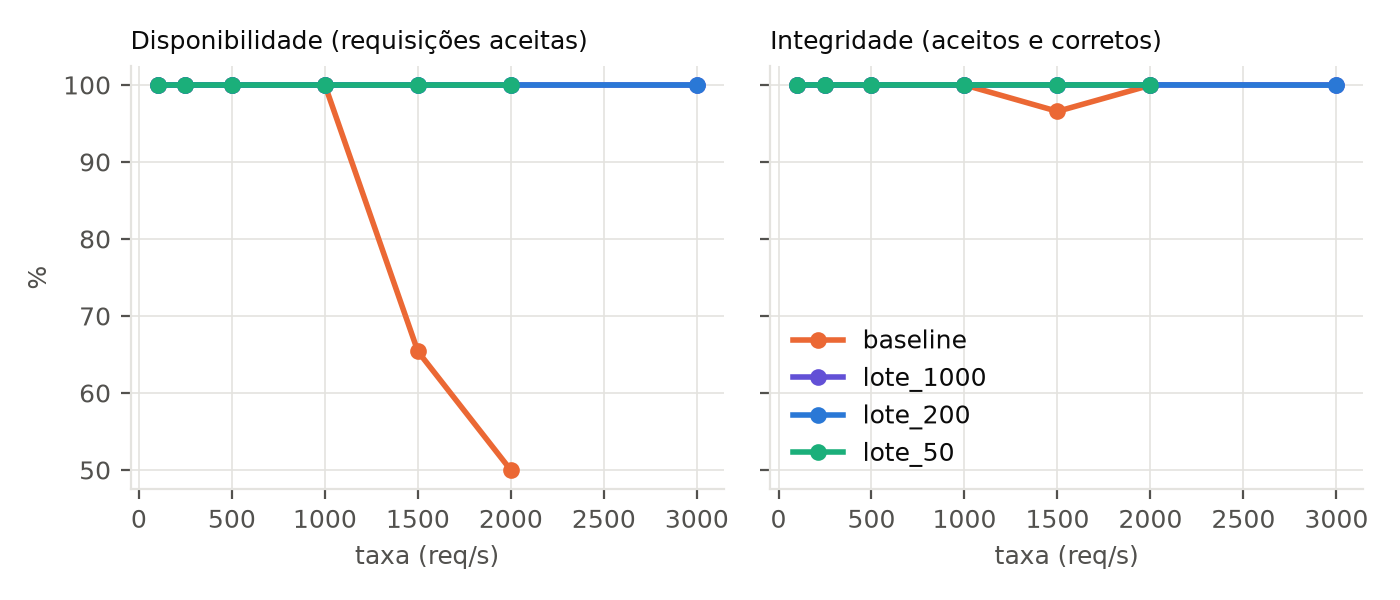 Disponibilidade (requisições aceitas)
Integridade (aceitos e corretos)
100
90
80
70
60
50
%
0 500 1000 1500 2000 2500 3000
taxa (req/s)
baseline
lote_1000
lote_200
lote_50
0 500 1000 1500 2000 2500 3000
taxa (req/s)